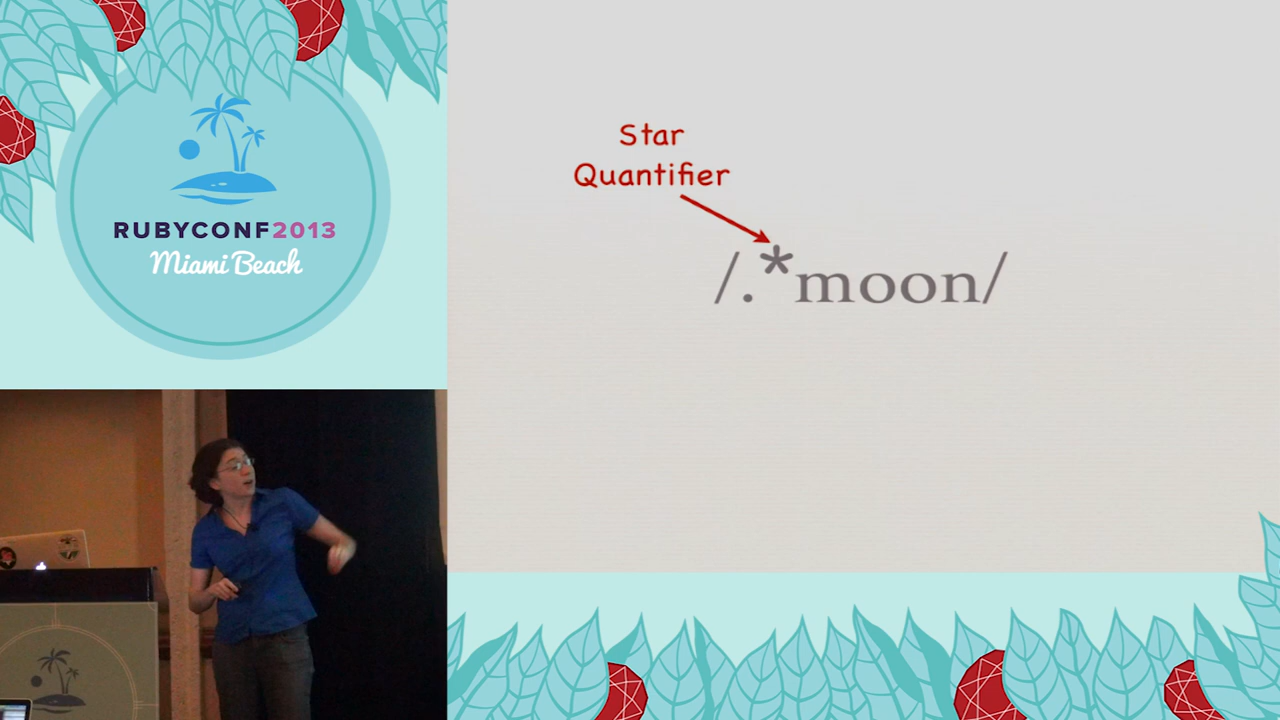 RUBYCONF2013
Miami Beach
Star
Quantifier
/.*moon/